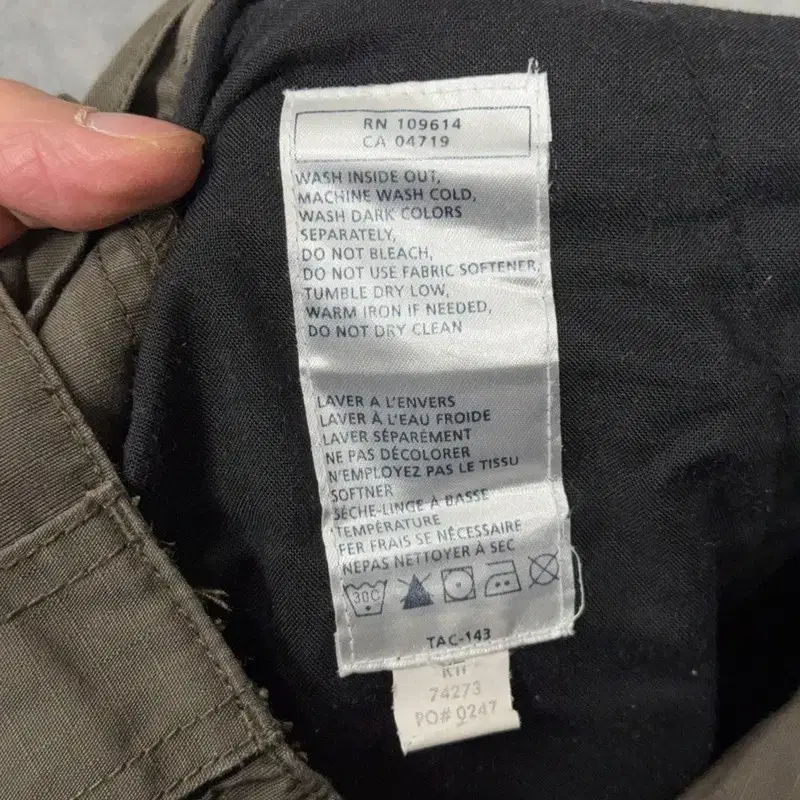 RN 109614
CA 04719
WASH INSIDE OUT,
MACHINE WASH COLD,
WASH DARK COLORS
SEPARATELY,
DO NOT BLEACH,
DO NOT USE FABRIC SOFTENER,
TUMBLE DRY LOW,
WARM IRON IF NEEDED,
DO NOT DRY CLEAN
LAVER A L'ENVERS
LAVER À L'EAU FROIDE
LAVER SÉPARÉMENT
NE PAS DÉCOLORER
N'EMPLOYEZ PAS LE TISSU
SOFTNER
SÈCHE-LINGE A BASSE
TEMPÉRATURE
FER FRAIS SE NÉCESSAIRE
NEPAS NETTOYER À SEC
30C
TAC-143
74273
PO# 0247